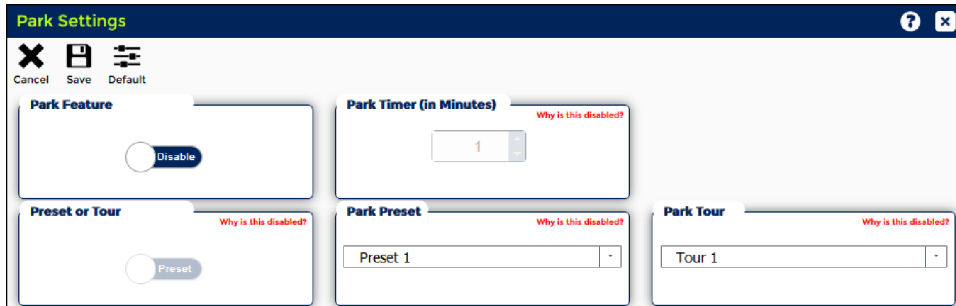 Park Settings
?
Cancel Save Default
Park Feature
Disable
Park Timer (in Minutes)
Why is this disabled?
1
Preset or Tour
Why is this disabled?
Preset
Park Preset
Why is this disabled?
Preset 1
Park Tour
Why is this disabled?
Tour 1